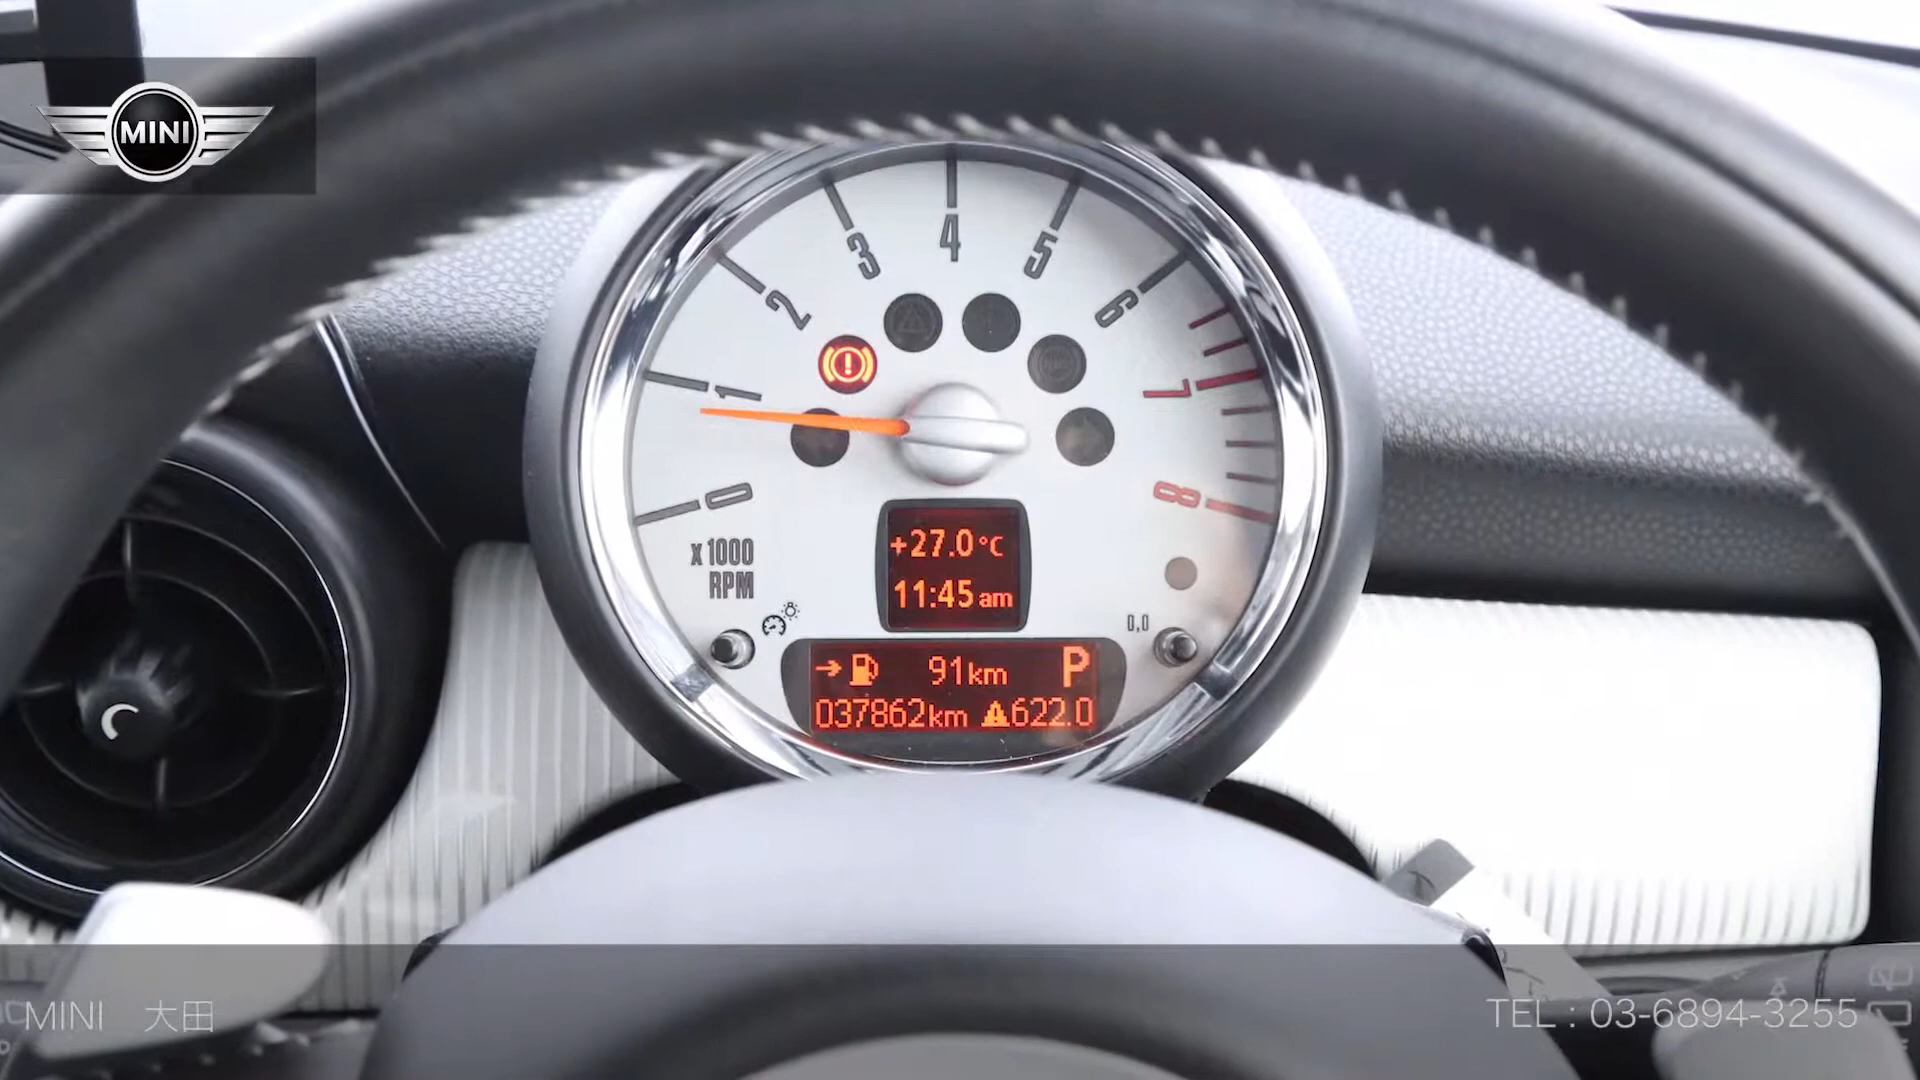 MINI
4
3
5
2
6
1
7
0
8
x 1000
RPM
+27.0°C
11:45 am
0,0
→ 91km P
037862km 622.0
MINI 大田
TEL : 03-6894-3255